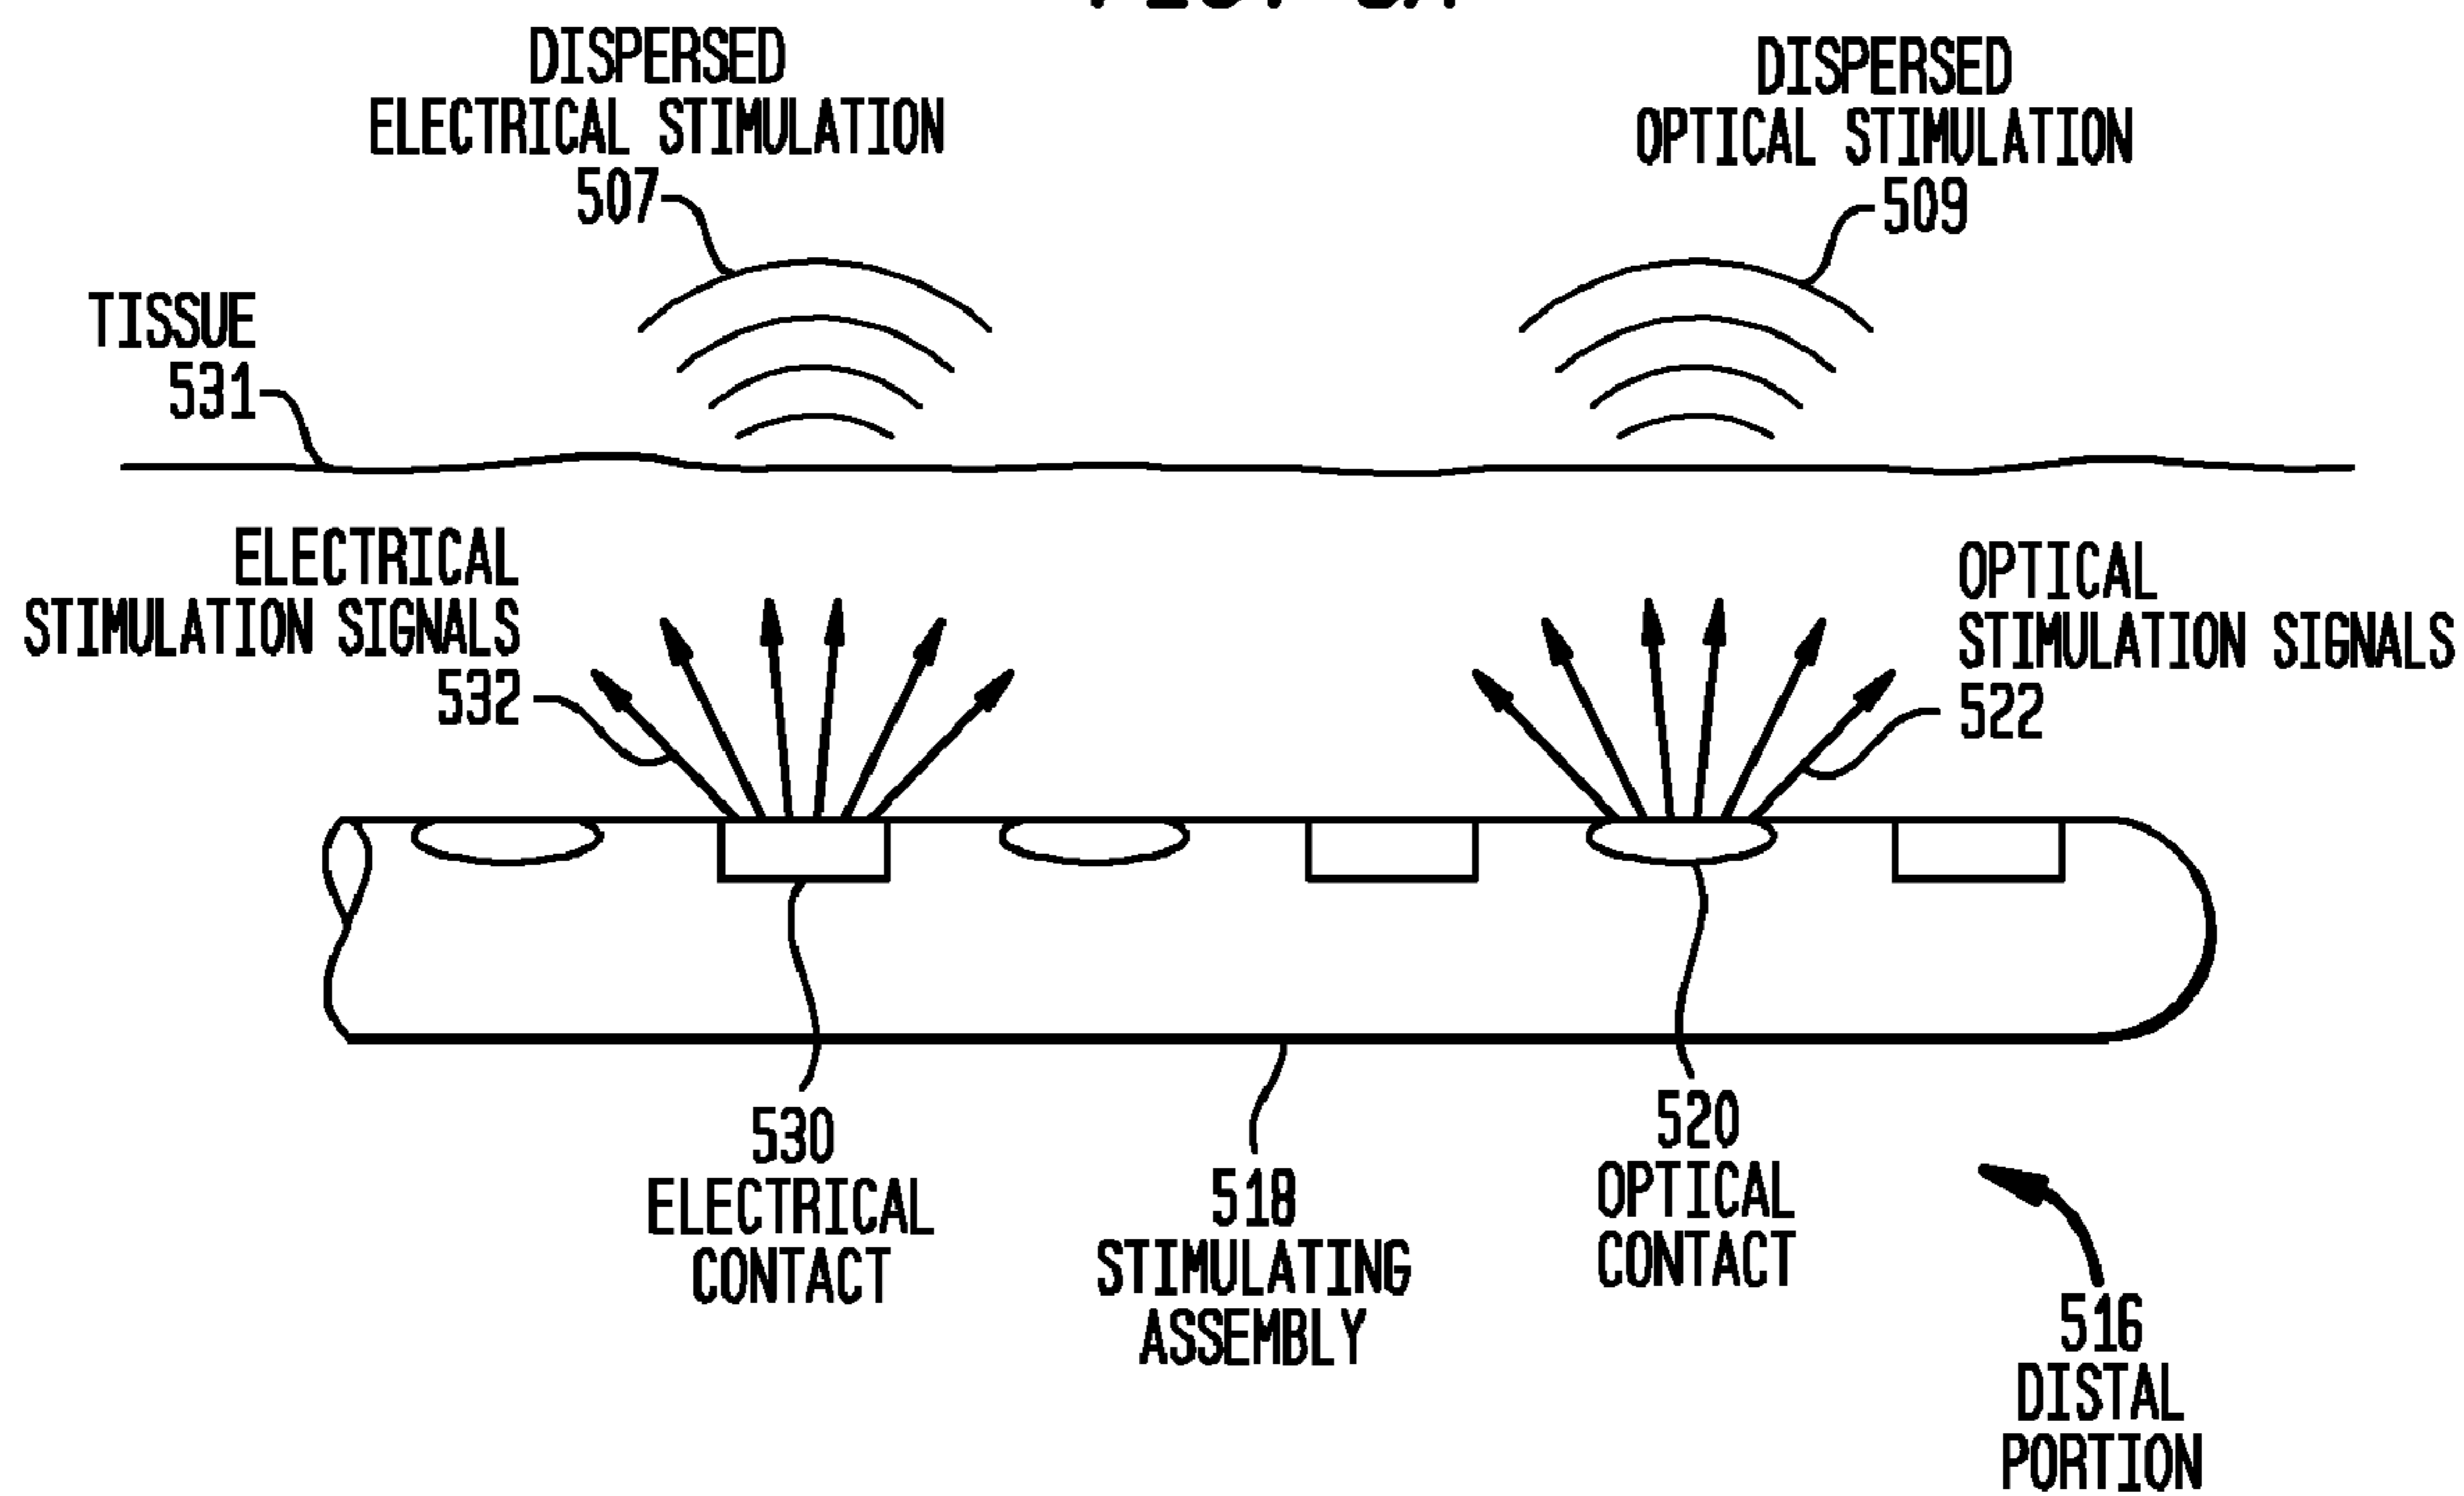 DISPERSED
ELECTRICAL STIMULATION
507
DISPERSED
OPTICAL STIMULATION
509
TISSUE
531
ELECTRICAL
STIMULATION SIGNALS
532
OPTICAL
STIMULATION SIGNALS
522
530
ELECTRICAL
CONTACT
518
STIMULATING
ASSEMBLY
520
OPTICAL
CONTACT
516
DISTAL
PORTION